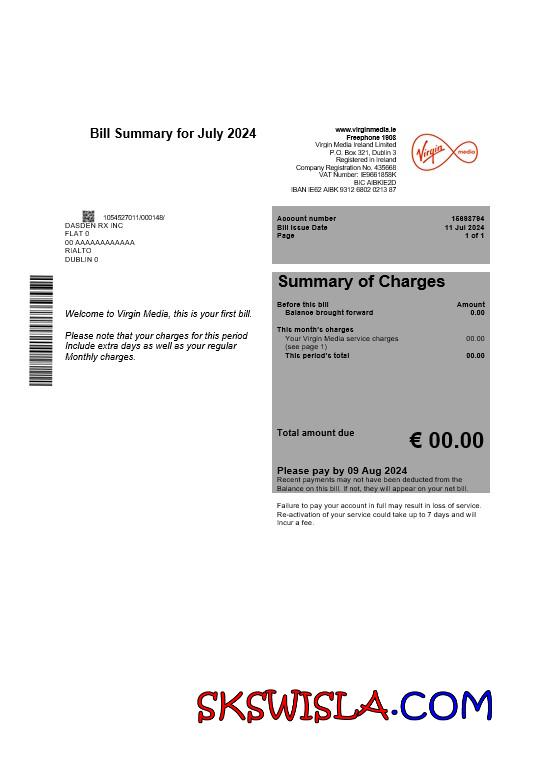 Bill Summary for July 2024
www.virginmedia.ie
Freephone 1908
Virgin Media Ireland Limited
P.O. Box 321, Dublin 3
Registered in Ireland
Company Registration No. 435668
VAT Number: IE9661858K
BIC AIBKIE2D
IBAN IE62 AIBK 9312 6802 0213 87
Virgin media
1054527011/000148/
DASDEN RX INC
FLAT 0
00 AAAAAAAAAAAA
RIALTO
DUBLIN 0
Account number 15693794
Bill Issue Date 11 Jul 2024
Page 1 of 1
Summary of Charges
Before this bill Amount
Balance brought forward 0.00
This month's charges
Your Virgin Media service charges 00.00
(see page 1)
This period's total 00.00
Welcome to Virgin Media, this is your first bill.
Please note that your charges for this period
Include extra days as well as your regular
Monthly charges.
Total amount due € 00.00
Please pay by 09 Aug 2024
Recent payments may not have been deducted from the
Balance on this bill. If not, they will appear on your net bill.
Failure to pay your account in full may result in loss of service.
Re-activation of your service could take up to 7 days and will
Incur a fee.
SKSWISLA.COM